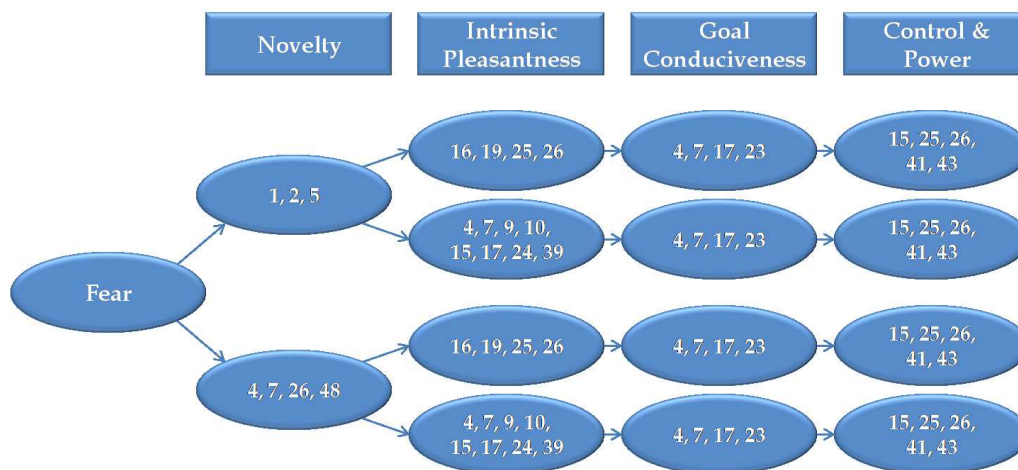 Novelty
Intrinsic
Pleasantness
Goal
Conduciveness
Control &
Power
16, 19, 25, 26
4, 7, 17, 23
15, 25, 26,
41, 43
1, 2, 5
4, 7, 9, 10,
15, 17, 24, 39
4, 7, 17, 23
15, 25, 26,
41, 43
Fear
16, 19, 25, 26
4, 7, 17, 23
15, 25, 26,
41, 43
4, 7, 26, 48
4, 7, 9, 10,
15, 17, 24, 39
4, 7, 17, 23
15, 25, 26,
41, 43